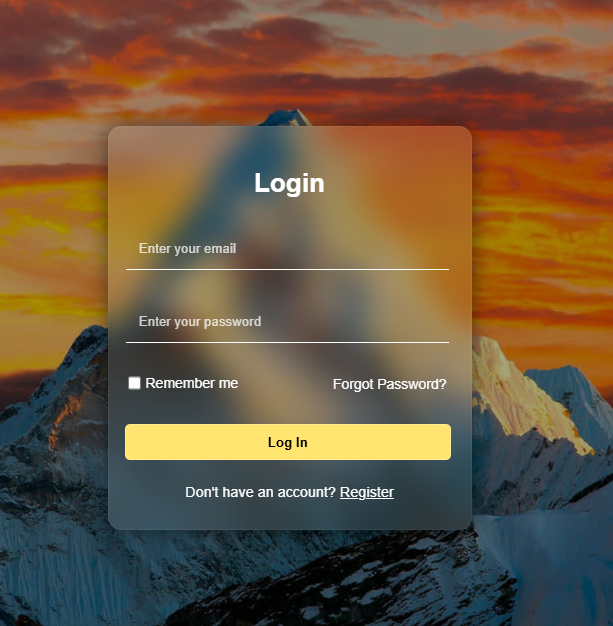 Login
Enter your email
Enter your password
Remember me
Forgot Password?
Log In
Don't have an account? Register